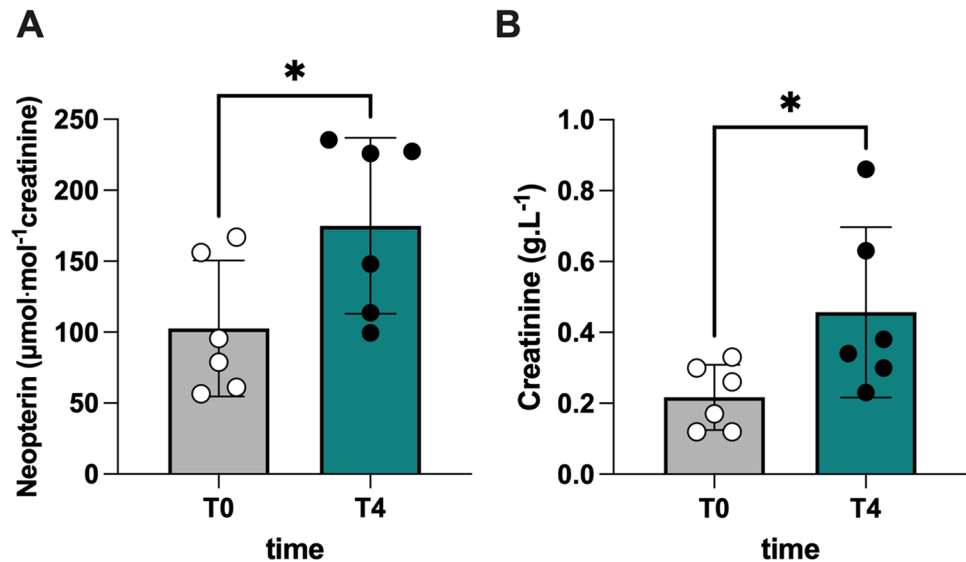 A
Neopterin (µmol·mol⁻¹creatinine)
*
250
200
150
100
50
0
T0 T4
time
B
Creatinine (g.L⁻¹)
*
1.0
0.8
0.6
0.4
0.2
0.0
T0 T4
time